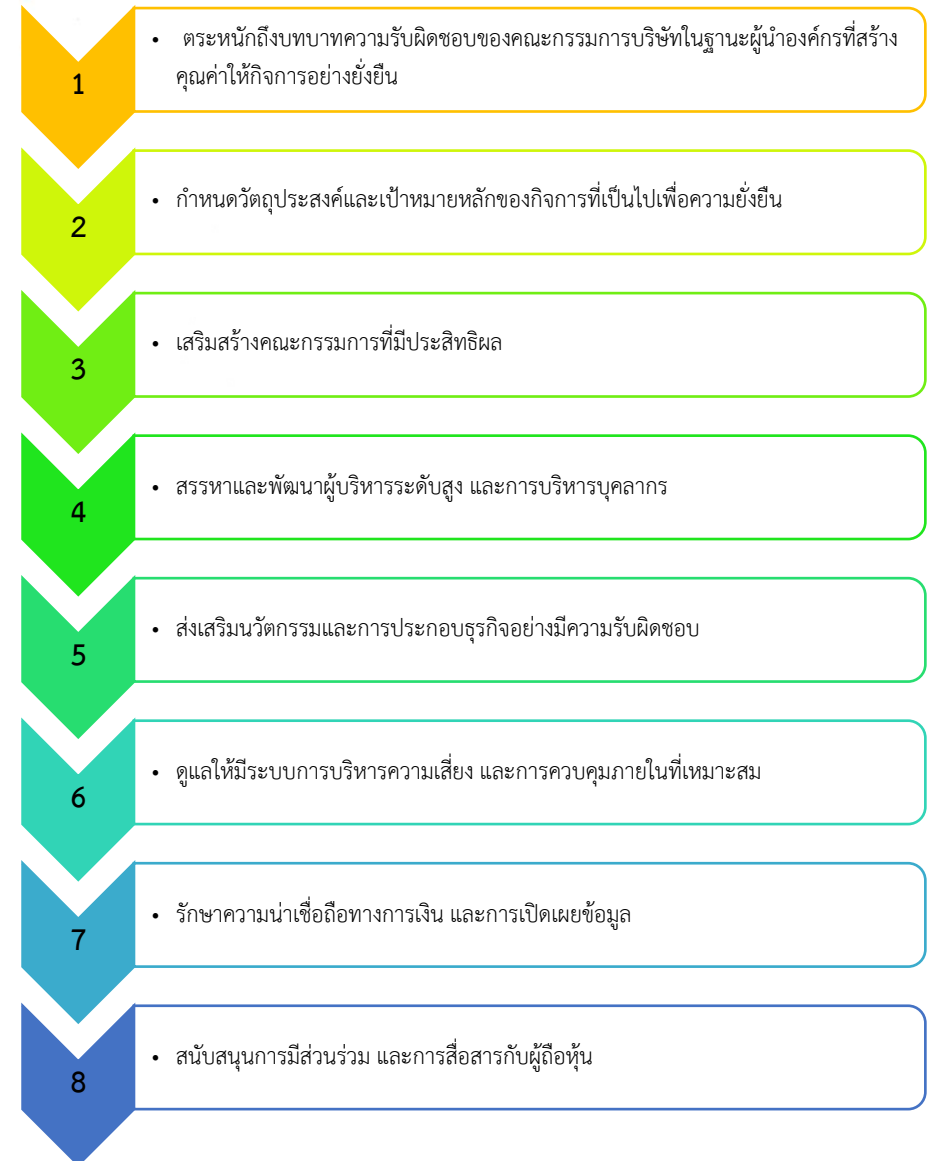 1
• ตระหนักถึงบทบาทความรับผิดชอบของคณะกรรมการบริษัทในฐานะผู้นำองค์กรที่สร้าง
คุณค่าให้กิจการอย่างยั่งยืน
2
• กำหนดวัตถุประสงค์และเป้าหมายหลักของกิจการที่เป็นไปเพื่อความยั่งยืน
3
• เสริมสร้างคณะกรรมการที่มีประสิทธิผล
4
• สรรหาและพัฒนาผู้บริหารระดับสูง และการบริหารบุคลากร
5
• ส่งเสริมนวัตกรรมและการประกอบธุรกิจอย่างมีความรับผิดชอบ
6
• ดูแลให้มีระบบการบริหารความเสี่ยง และการควบคุมภายในที่เหมาะสม
7
• รักษาความน่าเชื่อถือทางการเงิน และการเปิดเผยข้อมูล
8
• สนับสนุนการมีส่วนร่วม และการสื่อสารกับผู้ถือหุ้น